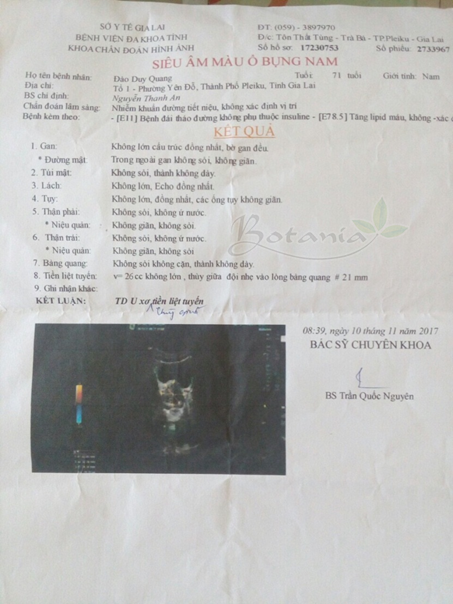 SỞ Y TẾ GIA LAI
BỆNH VIỆN ĐA KHOA TỈNH
KHOA CHẨN ĐOÁN HÌNH ẢNH
ĐT: (059) - 3897970
Đ/c: Tôn Thất Tùng - Trà Bá - TP.Pleiku - Gia Lai
Số hồ sơ: 17230753 Số phiếu: 2733967
SIÊU ÂM MÀU Ổ BỤNG NAM
Họ tên bệnh nhân: Đào Duy Quang Tuổi: 71 tuổi Giới tính: Nam
Địa chỉ: Tổ 1 - Phường Yên Đỗ, Thành Phố Pleiku, Tỉnh Gia Lai
BS chỉ định: Nguyễn Thanh An
Chẩn đoán lâm sàng: Nhiễm khuẩn đường tiết niệu, không xác định vị trí
Bệnh kèm theo: - [E11] Bệnh đái tháo đường không phụ thuộc insuline - [E78.5] Tăng lipid máu, không
KẾT QUẢ
1. Gan: Không lớn cấu trúc đồng nhất, bờ gan đều.
* Đường mật: Trong ngoài gan không sỏi, không giãn.
2. Túi mật: Không sỏi, thành không dày.
3. Lách: Không lớn, Echo đồng nhất.
4. Tụy: Không lớn, đồng nhất, các ống tụy không giãn.
5. Thận phải: Không sỏi, không ứ nước.
* Niệu quản: Không giãn, không sỏi.
6. Thận trái: Không sỏi, không ứ nước.
* Niệu quản: Không giãn, không sỏi
7. Bàng quang: Không sỏi không cặn, thành không dày.
8. Tiền liệt tuyến: v= 26 cc không lớn , thùy giữa đội nhẹ vào lòng bàng quang # 21 mm
9. Ghi nhận khác:
KẾT LUẬN: TD U xơ tiền liệt tuyến
thùy giữa
Botania
08:39, ngày 10 tháng 11 năm 2017
BÁC SỸ CHUYÊN KHOA
BS Trần Quốc Nguyên